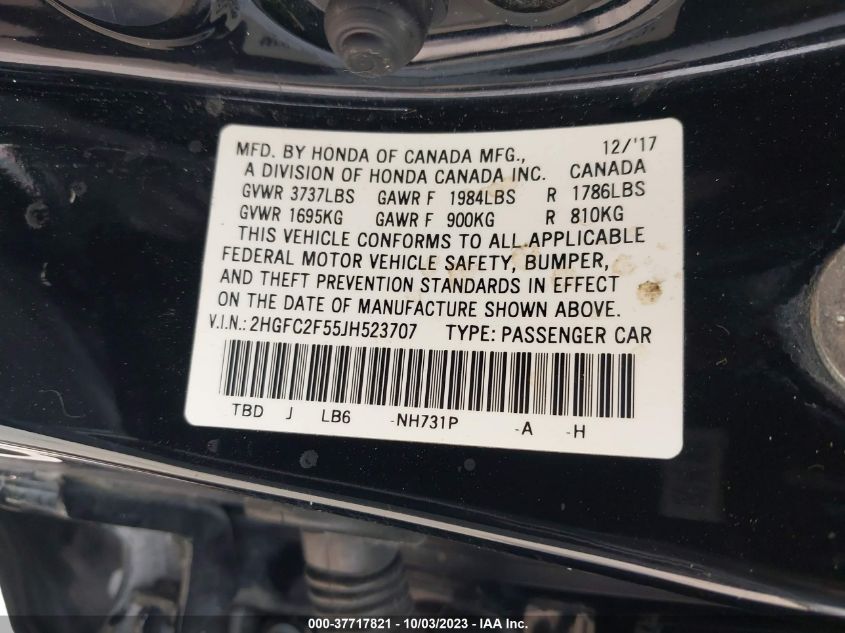 MFD. BY HONDA OF CANADA MFG., 12/'17
A DIVISION OF HONDA CANADA INC. CANADA
GVWR 3737LBS GAWR F 1984LBS R 1786LBS
GVWR 1695KG GAWR F 900KG R 810KG
THIS VEHICLE CONFORMS TO ALL APPLICABLE
FEDERAL MOTOR VEHICLE SAFETY, BUMPER,
AND THEFT PREVENTION STANDARDS IN EFFECT
ON THE DATE OF MANUFACTURE SHOWN ABOVE.
V.I.N.: 2HGFC2F55JH523707 TYPE: PASSENGER CAR
TBD J LB6 -NH731P -A -H
000-37717821 - 10/03/2023 - IAA Inc.